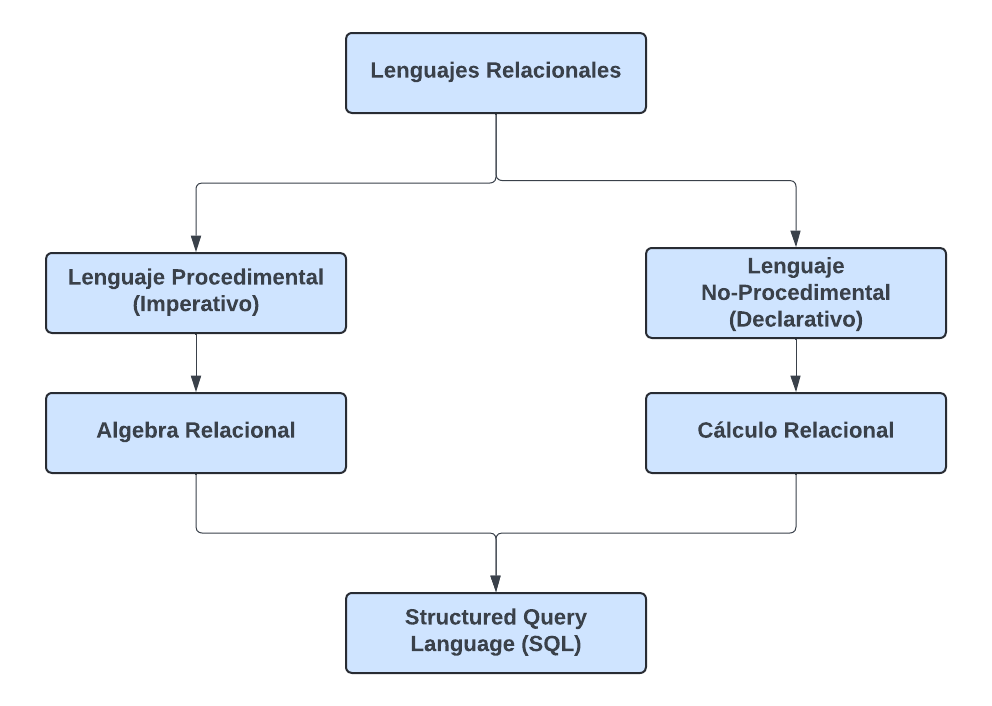 Lenguajes Relacionales
Lenguaje Procedimental
(Imperativo)
Lenguaje
No-Procedimental
(Declarativo)
Algebra Relacional
Cálculo Relacional
Structured Query
Language (SQL)